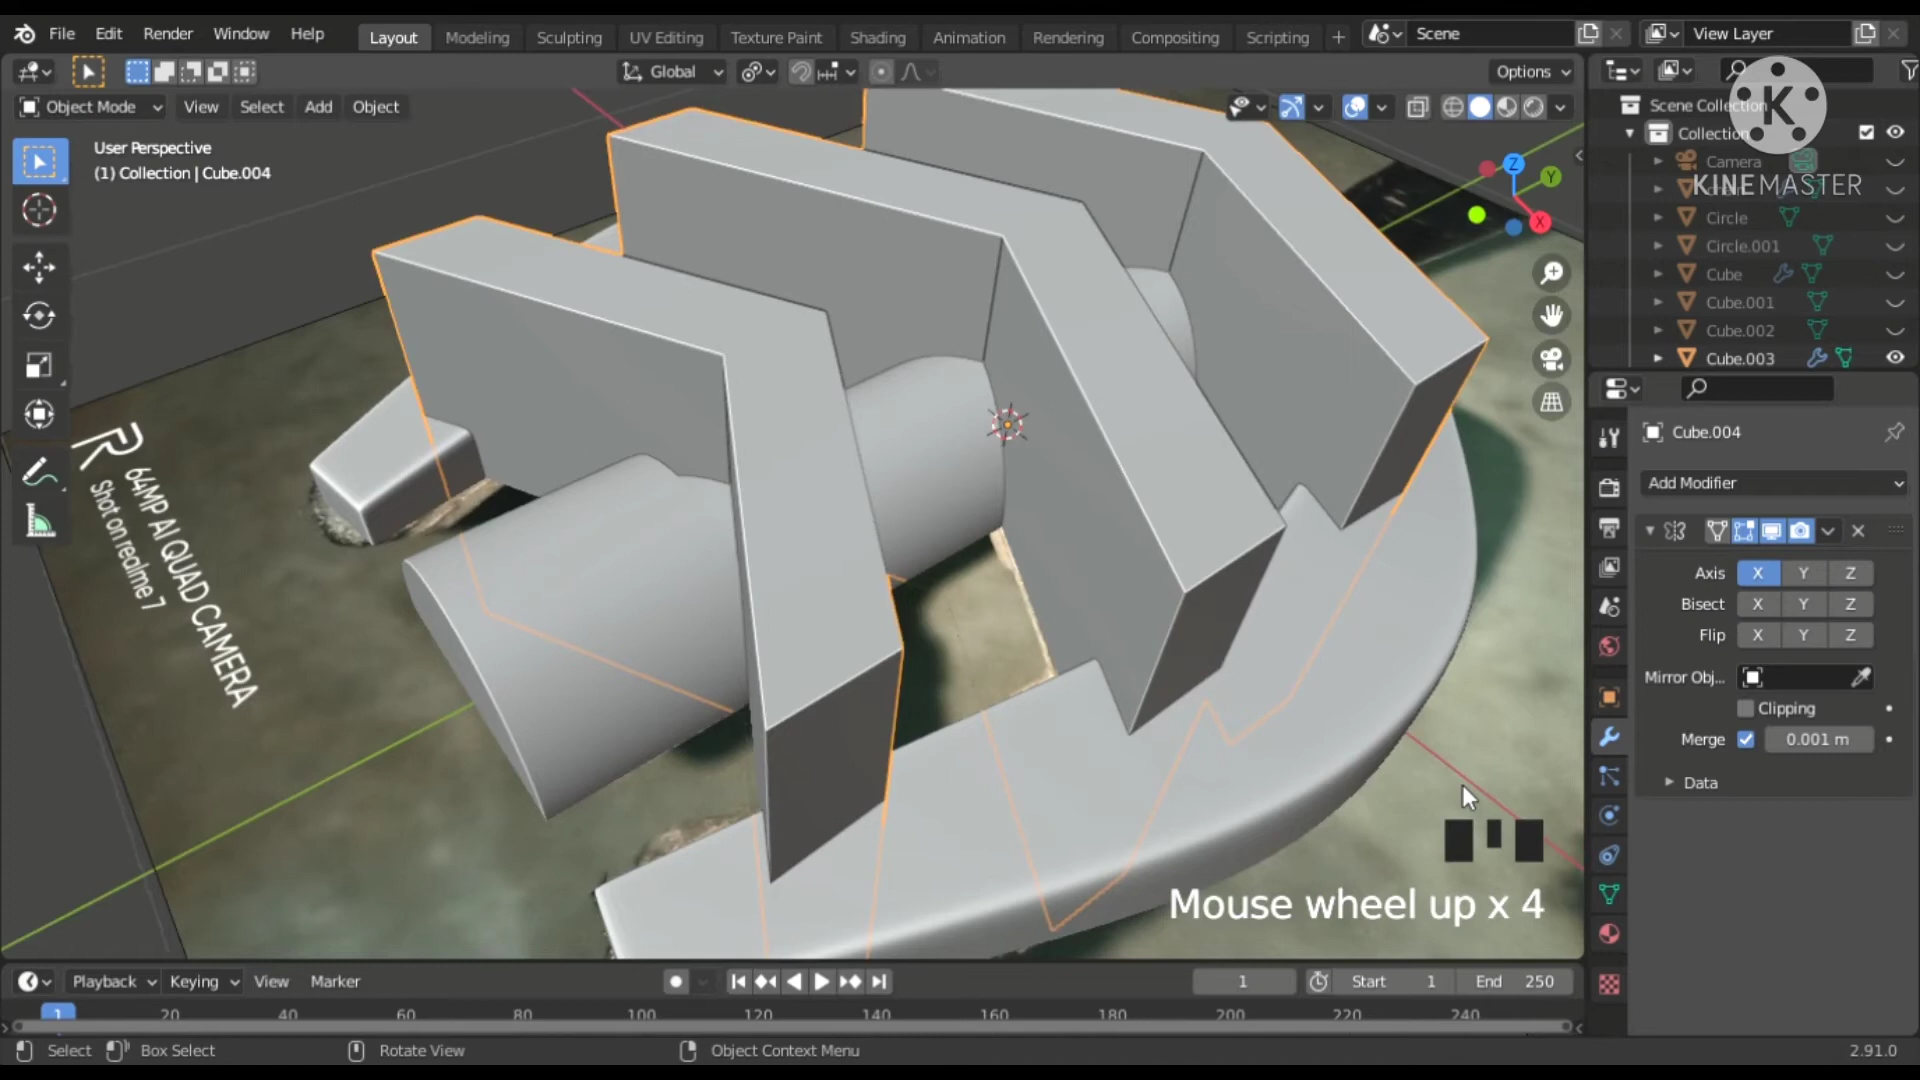 File Edit Render Window Help
Layout Modeling Sculpting UV Editing Texture Paint Shading Animation Rendering Compositing Scripting +
Scene
View Layer
Global
Options
Object Mode View Select Add Object
User Perspective
(1) Collection | Cube.004
Z
Y
X
Scene Collection
Collection
Camera
K
KINEMASTER
Circle
Circle.001
Cube
Cube.001
Cube.002
Cube.003
Cube.004
Add Modifier
Axis X Y Z
Bisect X Y Z
Flip X Y Z
Mirror Obj...
Clipping
Merge 0.001 m
Data
R
64MP AI QUAD CAMERA
Shot on realme 7
Mouse wheel up x 4
Playback Keying View Marker
1
Start 1
End 250
1 20 40 60 80 100 120 140 160 180 200 220 240
Select Box Select Rotate View Object Context Menu 2.91.0